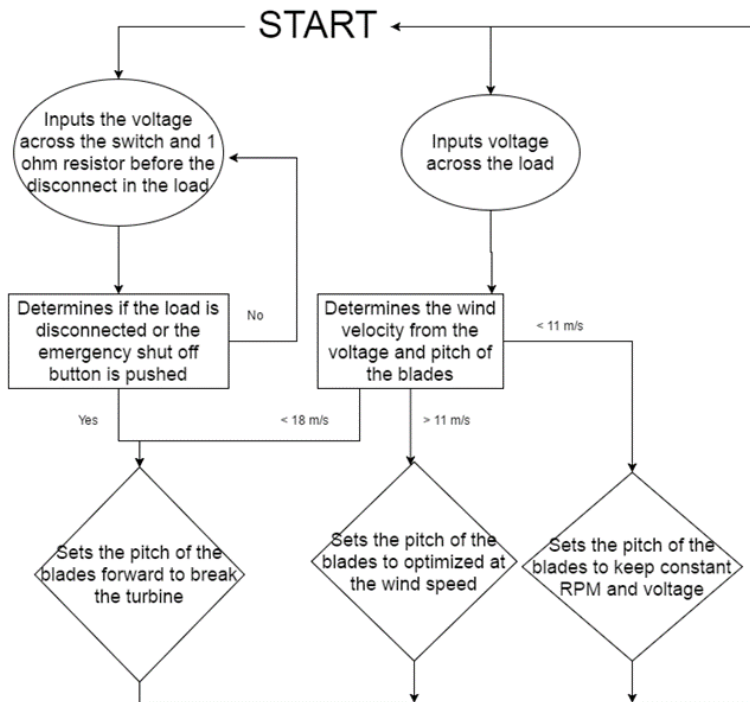 START
Inputs the voltage
across the switch and 1
ohm resistor before the
disconnect in the load
Inputs voltage
across the load
Determines if the load is
disconnected or the
emergency shut off
button is pushed
No
Determines the wind
velocity from the
voltage and pitch of
the blades
< 11 m/s
Yes
< 18 m/s
> 11 m/s
Sets the pitch of the
blades forward to break
the turbine
Sets the pitch of the
blades to optimized at
the wind speed
Sets the pitch of the
blades to keep constant
RPM and voltage